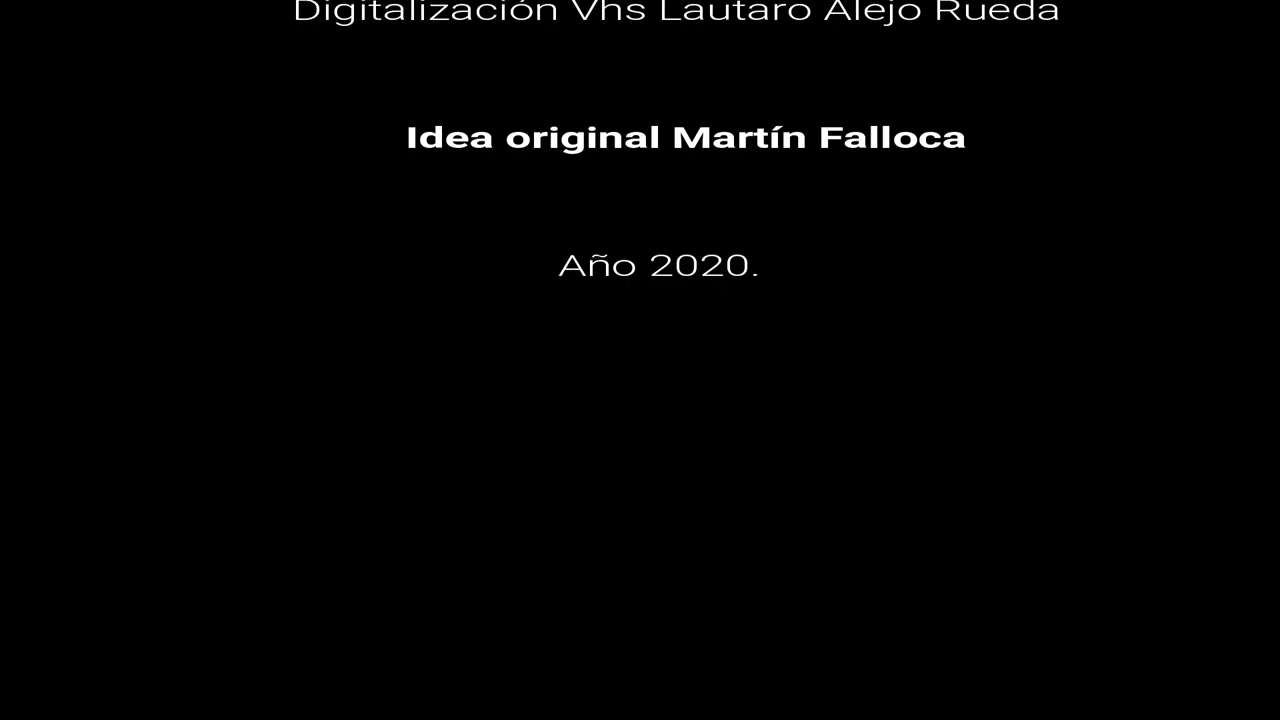 Digitalización Vhs Lautaro Alejo Rueda
Idea original Martín Falloca
Año 2020.